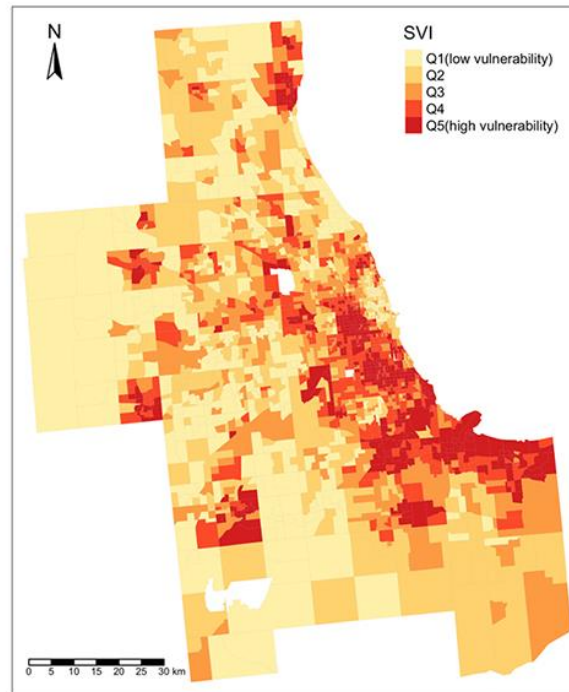 N
SVI
Q1(low vulnerability)
Q2
Q3
Q4
Q5(high vulnerability)
0 5 10 15 20 25 30 km